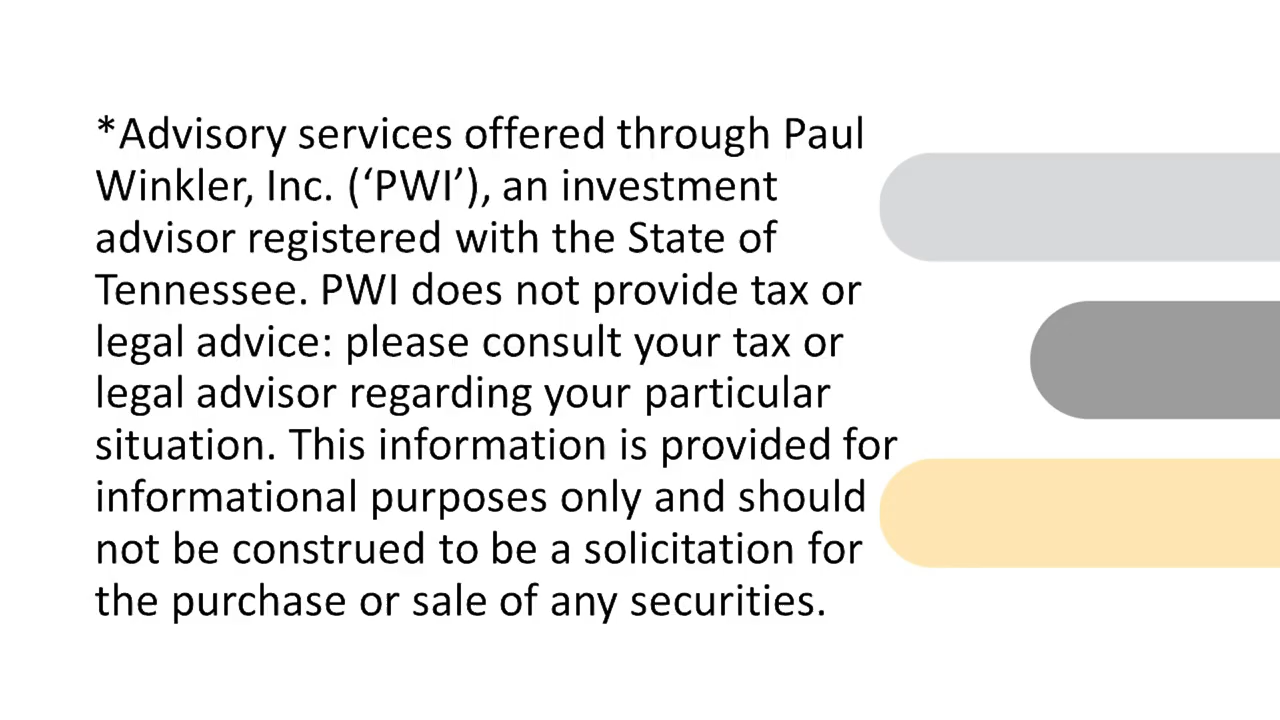 *Advisory services offered through Paul
Winkler, Inc. (‘PWI’), an investment
advisor registered with the State of
Tennessee. PWI does not provide tax or
legal advice: please consult your tax or
legal advisor regarding your particular
situation. This information is provided for
informational purposes only and should
not be construed to be a solicitation for
the purchase or sale of any securities.